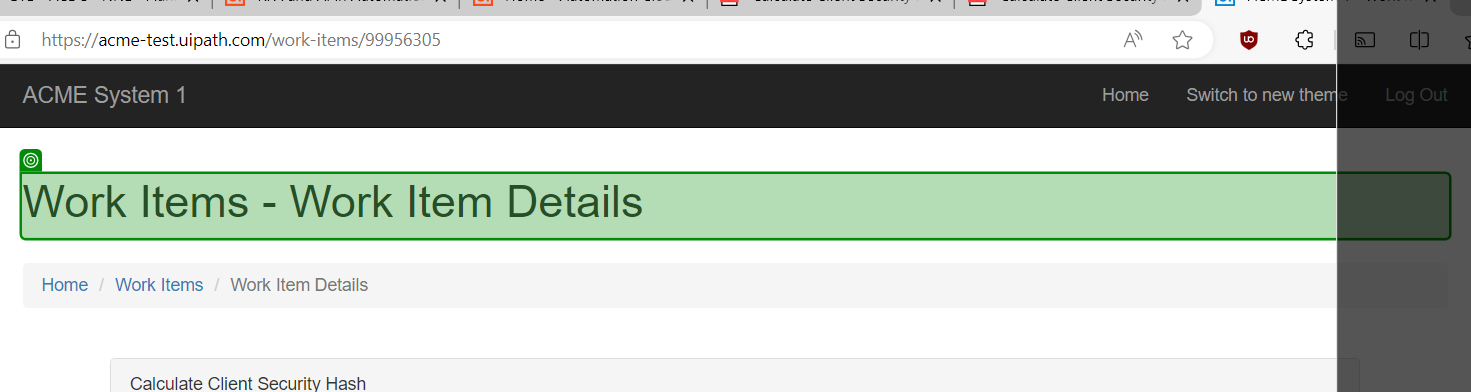 https://acme-test.uipath.com/work-items/99956305
ACME System 1 Home Switch to new theme Log Out
Work Items - Work Item Details
Home / Work Items / Work Item Details
Calculate Client Security Hash